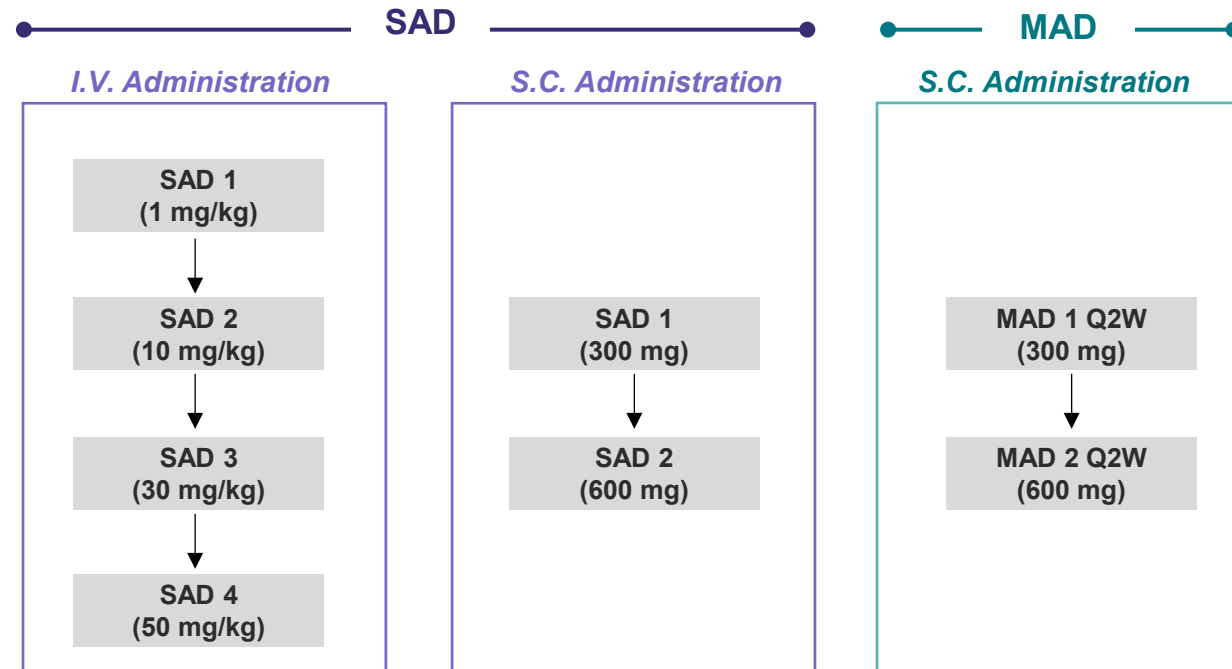 SAD
MAD
I.V. Administration
S.C. Administration
S.C. Administration
SAD 1
(1 mg/kg)
SAD 2
(10 mg/kg)
SAD 3
(30 mg/kg)
SAD 4
(50 mg/kg)
SAD 1
(300 mg)
SAD 2
(600 mg)
MAD 1 Q2W
(300 mg)
MAD 2 Q2W
(600 mg)